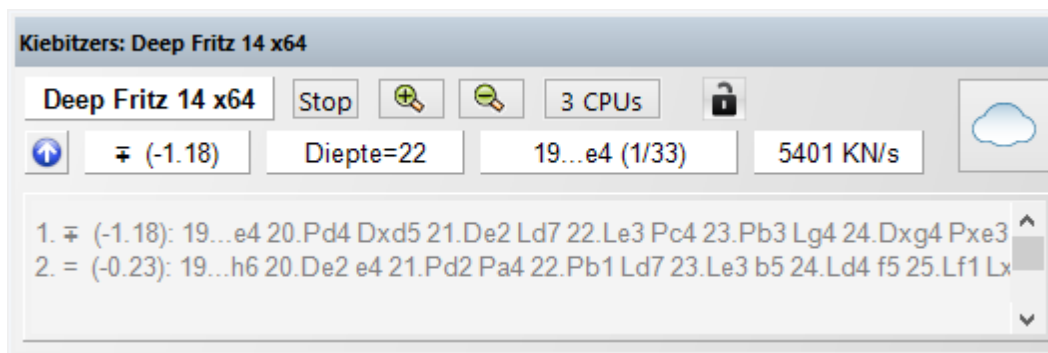 Kiebitzers: Deep Fritz 14 x64
Deep Fritz 14 x64 Stop 3 CPUs
∓ (-1.18) Diepte=22 19...e4 (1/33) 5401 KN/s
1. ∓ (-1.18): 19...e4 20.Pd4 Dxd5 21.De2 Ld7 22.Le3 Pc4 23.Pb3 Lg4 24.Dxg4 Pxe3
2. = (-0.23): 19...h6 20.De2 e4 21.Pd2 Pa4 22.Pb1 Ld7 23.Le3 b5 24.Ld4 f5 25.Lf1 Lx